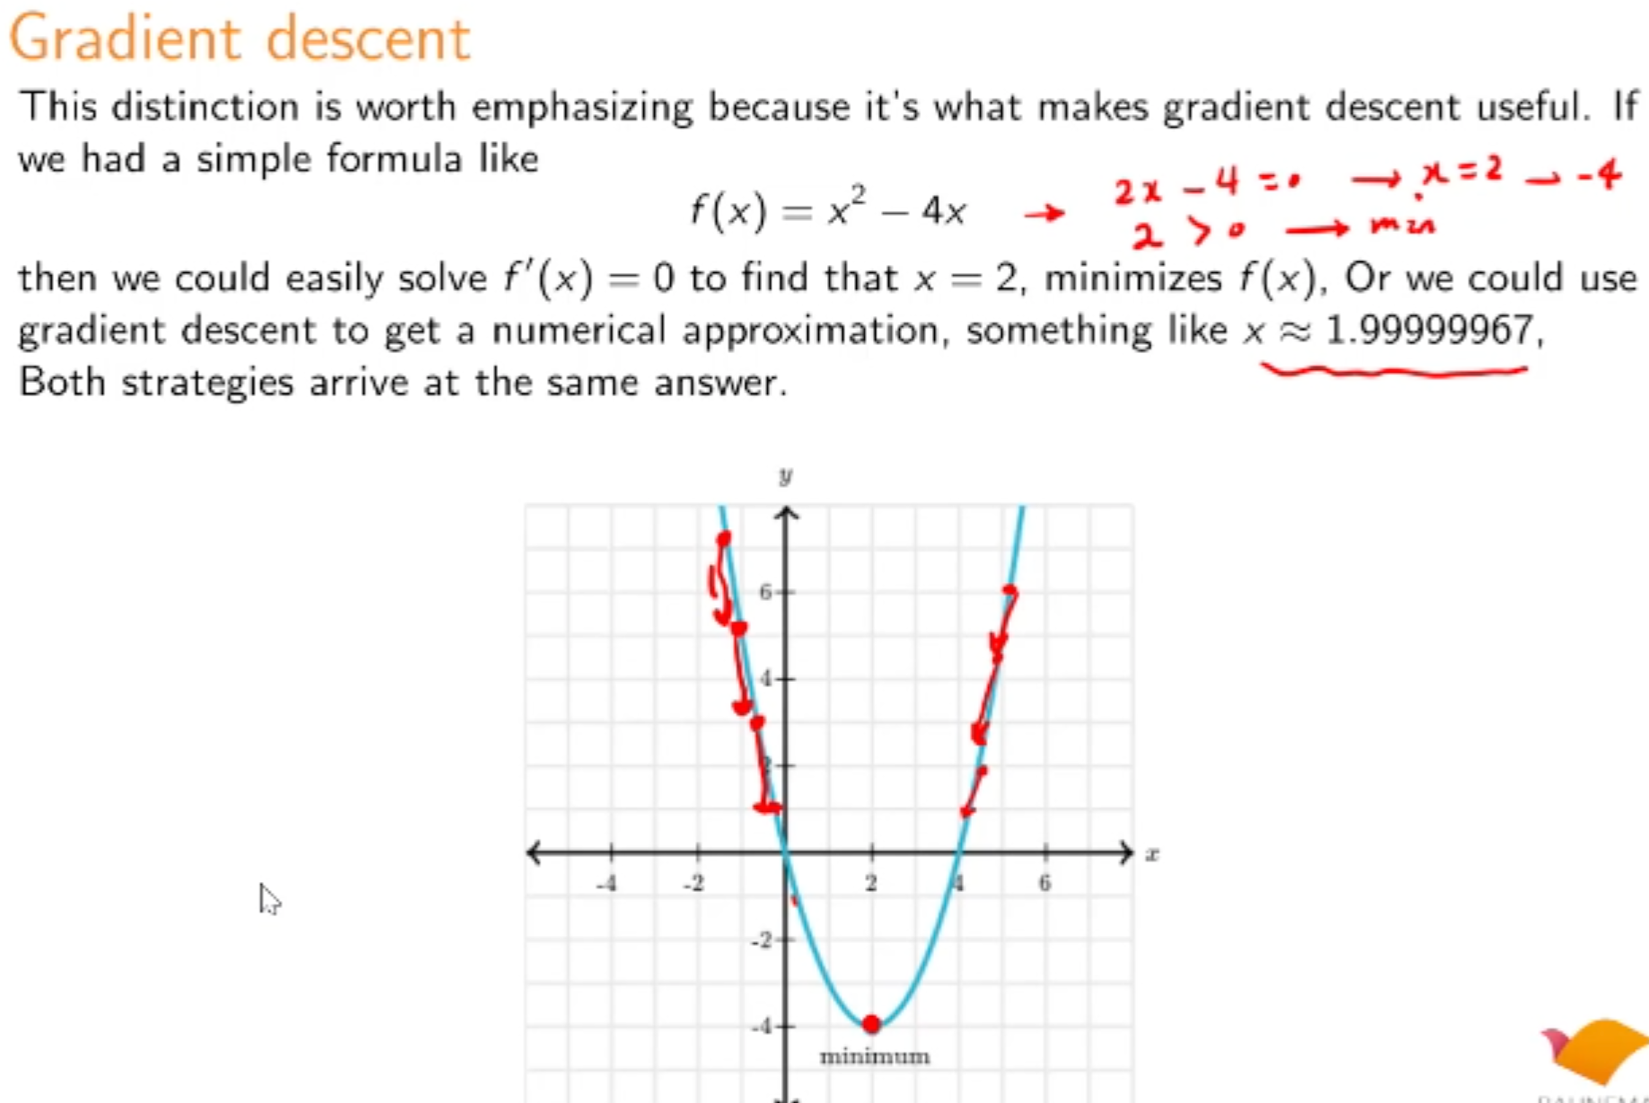 Gradient descent
This distinction is worth emphasizing because it's what makes gradient descent useful. If
we had a simple formula like
f(x) = x² − 4x → 2x − 4 = 0 → x = 2 → -4
2 > 0 → min
then we could easily solve f′(x) = 0 to find that x = 2, minimizes f(x), Or we could use
gradient descent to get a numerical approximation, something like x ≈ 1.99999967,
Both strategies arrive at the same answer.
y
6
4
2
x
-4 -2 2 4 6
-2
-4
minimum